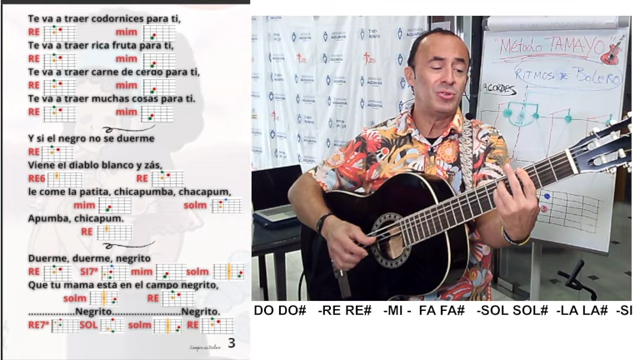 Te va a traer codornices para ti,
RE mim
Te va a traer rica fruta para ti,
RE mim
Te va a traer carne de cerdo para ti,
RE mim
Te va a traer muchas cosas para ti.
RE mim
Y si el negro no se duerme
RE
Viene el diablo blanco y zás,
RE6 RE
le come la patita, chicapumba, chacapum,
mim solm
Apumba, chicapum.
RE
Duerme, duerme, negrito
RE SI7ª mim solm
Que tu mama está en el campo negrito,
solm RE
...............Negrito......................Negrito.
RE7ª SOL solm RE
3
Método TAMAYO
RITMOS DE BOLERO
ACORDES
DO DO# -RE RE# -MI - FA FA# -SOL SOL# -LA LA# -SI